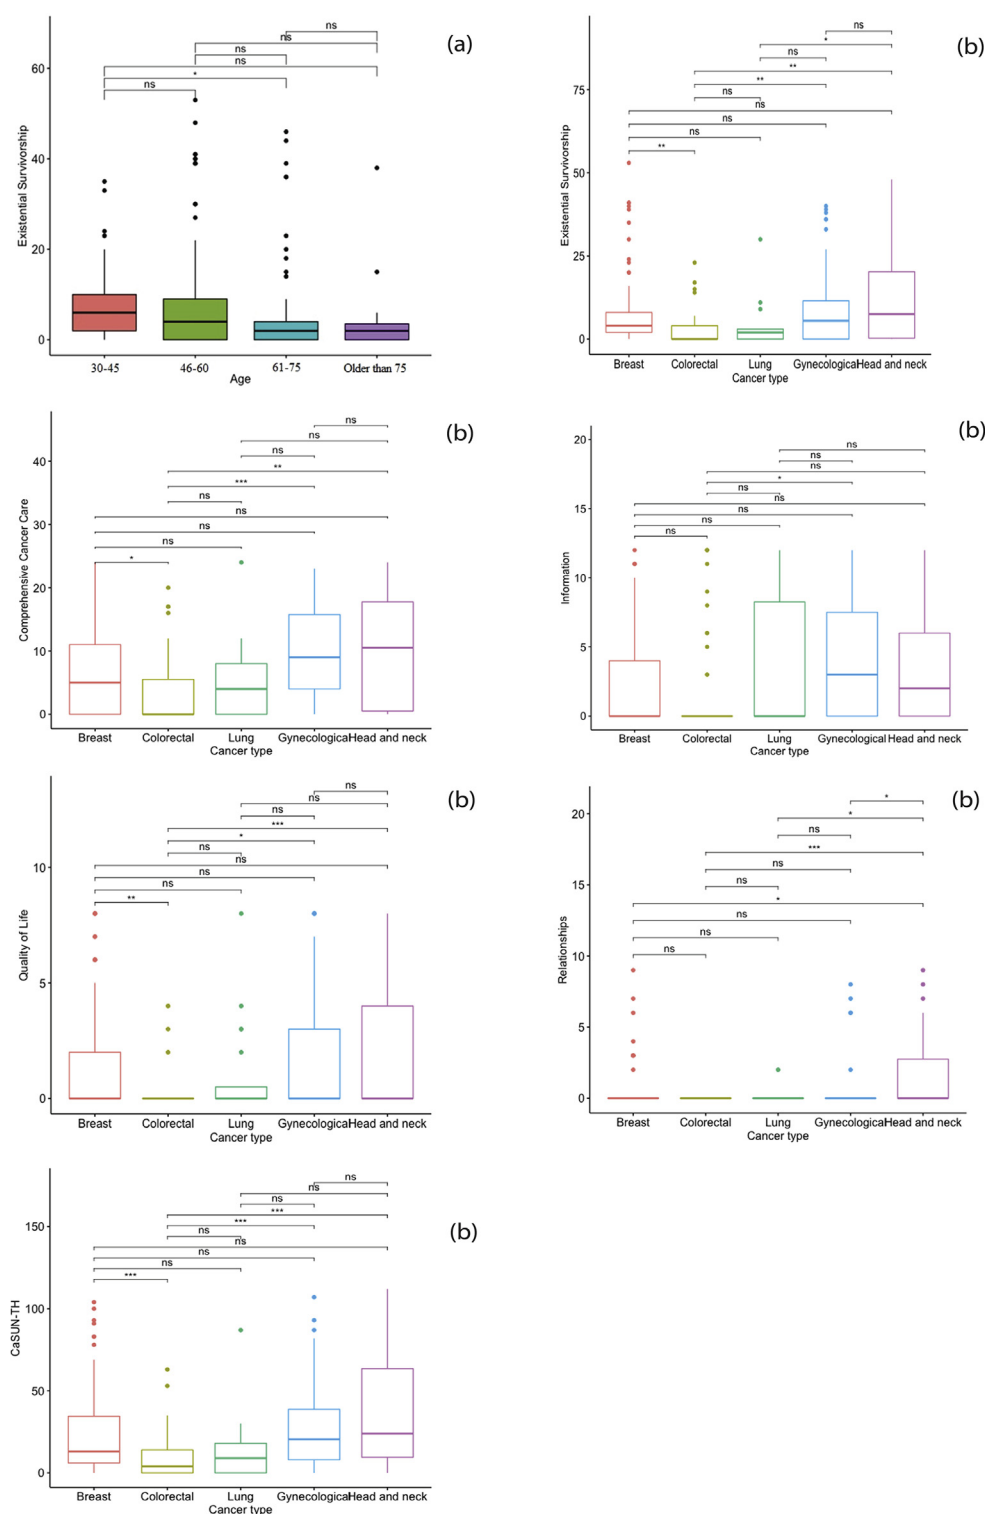 (a)
ns
ns
ns
ns
*
ns
60
40
20
0
Existential Survivorship
30-45 46-60 61-75 Older than 75
Age
(b)
ns
*
ns
**
**
ns
ns
ns
ns
**
75
50
25
0
Existential Survivorship
Breast Colorectal Lung Gynecological Head and neck
Cancer type
(b)
ns
ns
ns
**
***
ns
ns
ns
ns
*
40
30
20
10
0
Comprehensive Cancer Care
Breast Colorectal Lung Gynecological Head and neck
Cancer type
(b)
ns
ns
ns
*
ns
ns
ns
ns
ns
20
15
10
5
0
Information
Breast Colorectal Lung Gynecological Head and neck
Cancer type
(b)
ns
ns
ns
***
*
ns
ns
ns
ns
**
10
5
0
Quality of Life
Breast Colorectal Lung Gynecological Head and neck
Cancer type
(b)
*
*
ns
***
ns
ns
*
ns
ns
ns
20
15
10
5
0
Relationships
Breast Colorectal Lung Gynecological Head and neck
Cancer type
(b)
ns
ns
ns
***
***
ns
ns
ns
ns
***
150
100
50
0
CaSUN-TH
Breast Colorectal Lung Gynecological Head and neck
Cancer type